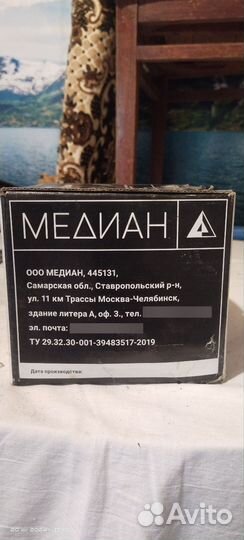 МЕДИАН
ООО МЕДИАН, 445131,
Самарская обл., Ставропольский р-н,
ул. 11 км Трассы Москва-Челябинск,
здание литера А, оф. 3., тел.
эл. почта:
ТУ 29.32.30-001-39483517-2019
Дата производства:
Avito